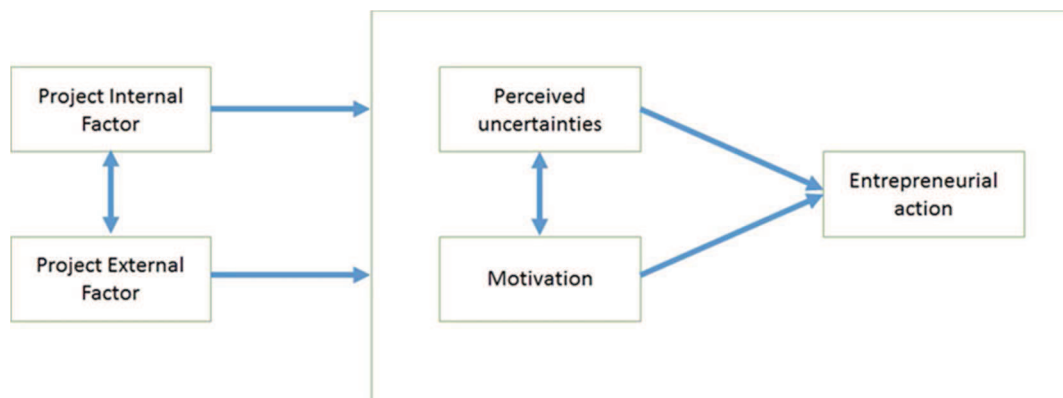 Project Internal
Factor
Perceived
uncertainties
Entrepreneurial
action
Project External
Factor
Motivation